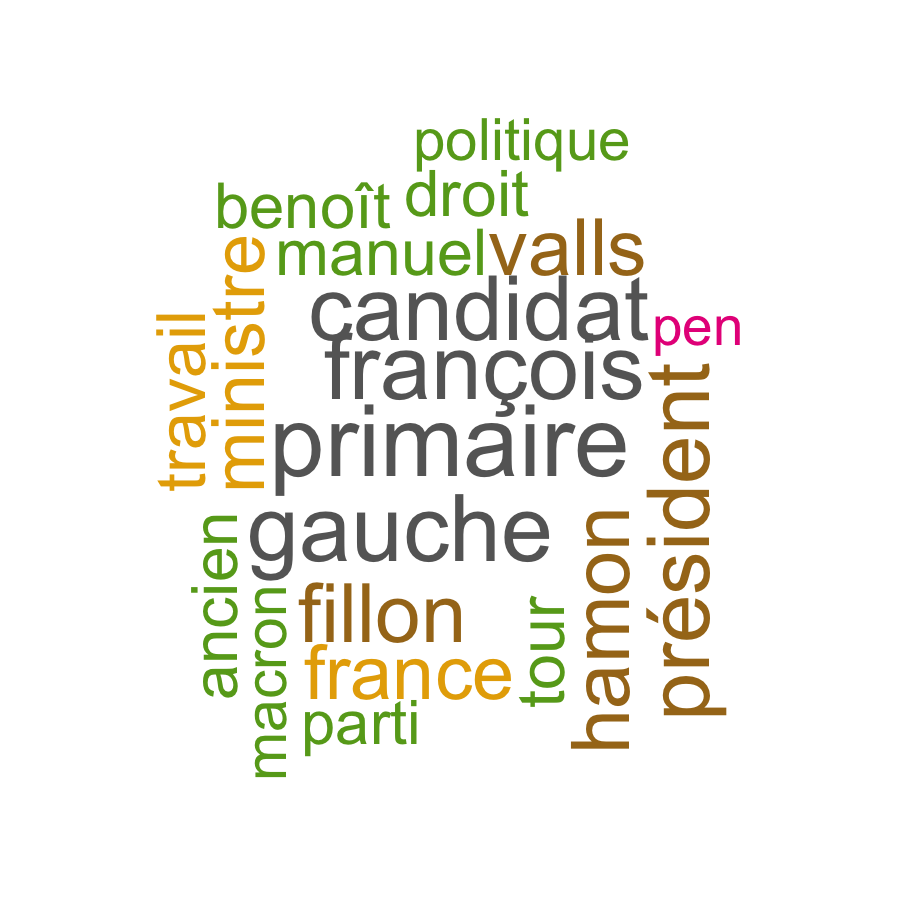 politique
droit
benoît
manuel
valls
ministre
candidat
pen
travail
françois
président
primaire
gauche
hamon
ancien
fillon
macron
tour
france
parti